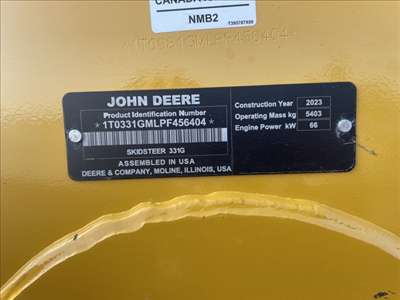 CANADA
NMB2
JOHN DEERE
Product Identification Number
*1T0331GMLPF456404*
SKIDSTEER 331G
ASSEMBLED IN USA
DEERE & COMPANY, MOLINE, ILLINOIS, USA
Construction Year 2023
Operating Mass kg 5403
Engine Power kW 66